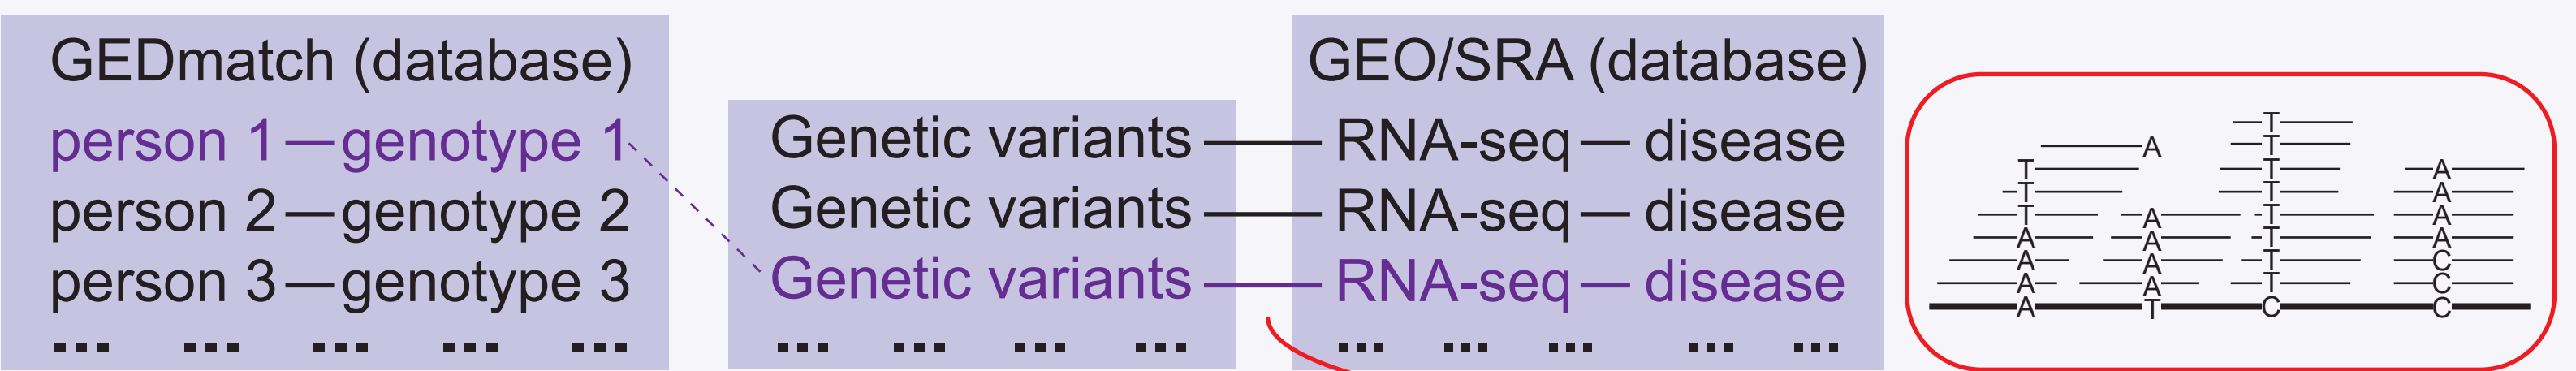 GEDmatch (database)
person 1—genotype 1
person 2—genotype 2
person 3—genotype 3
... ... ... ... ...
Genetic variants
Genetic variants
Genetic variants
... ... ... ...
GEO/SRA (database)
RNA-seq — disease
RNA-seq — disease
RNA-seq — disease
... ... ... ... ...
T
T
T
A
A
A
A
A
A
A
A
A
T
T
T
T
T
T
T
T
T
C
A
A
A
A
C
C
C